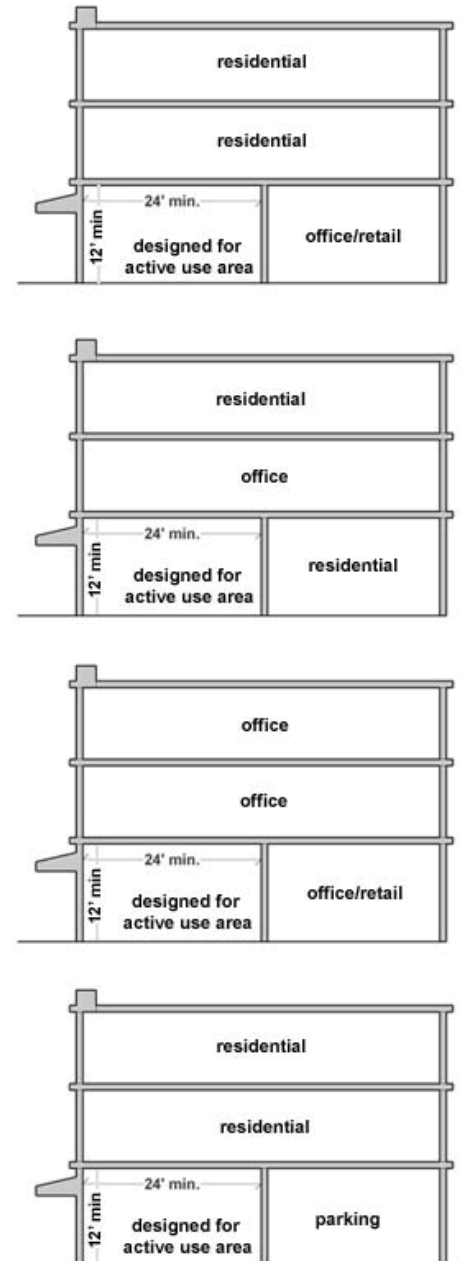 residential
residential
24' min.
12' min
designed for
active use area
office/retail
residential
office
24' min.
12' min
designed for
active use area
residential
office
office
24' min.
12' min
designed for
active use area
office/retail
residential
residential
24' min.
12' min
designed for
active use area
parking